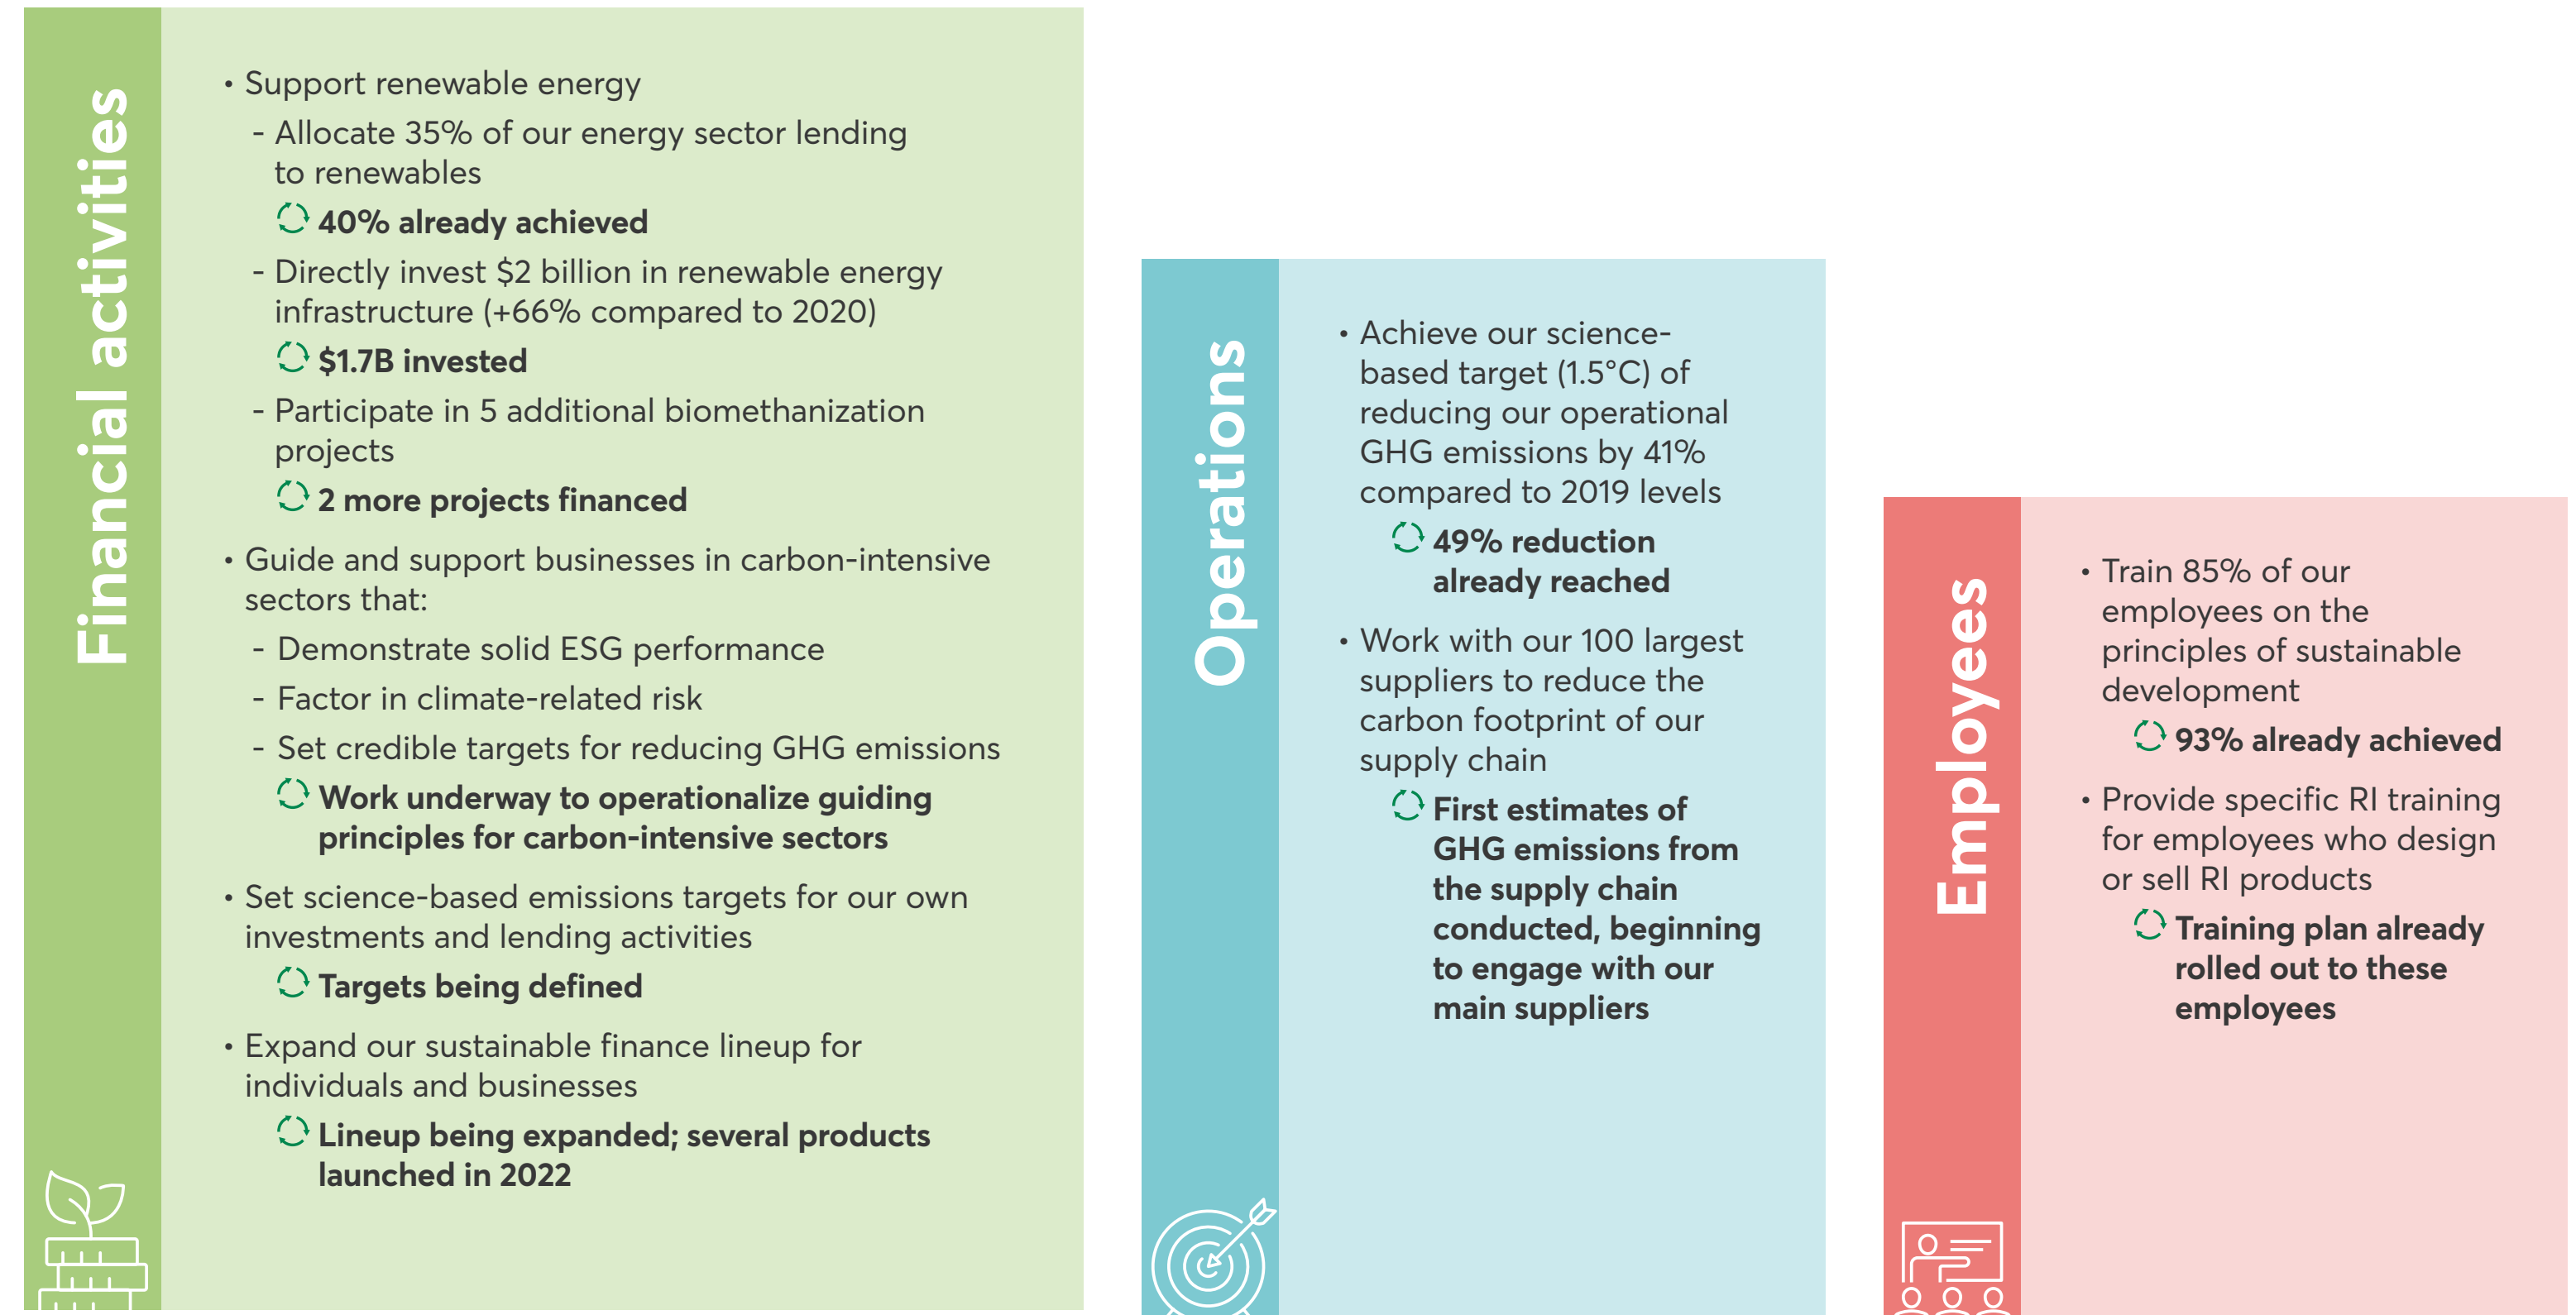 Financial activities
• Support renewable energy
- Allocate 35% of our energy sector lending
to renewables
40% already achieved
- Directly invest $2 billion in renewable energy
infrastructure (+66% compared to 2020)
$1.7B invested
- Participate in 5 additional biomethanization
projects
2 more projects financed
• Guide and support businesses in carbon-intensive
sectors that:
- Demonstrate solid ESG performance
- Factor in climate-related risk
- Set credible targets for reducing GHG emissions
Work underway to operationalize guiding
principles for carbon-intensive sectors
• Set science-based emissions targets for our own
investments and lending activities
Targets being defined
• Expand our sustainable finance lineup for
individuals and businesses
Lineup being expanded; several products
launched in 2022
Operations
• Achieve our science-
based target (1.5°C) of
reducing our operational
GHG emissions by 41%
compared to 2019 levels
49% reduction
already reached
• Work with our 100 largest
suppliers to reduce the
carbon footprint of our
supply chain
First estimates of
GHG emissions from
the supply chain
conducted, beginning
to engage with our
main suppliers
Employees
• Train 85% of our
employees on the
principles of sustainable
development
93% already achieved
• Provide specific RI training
for employees who design
or sell RI products
Training plan already
rolled out to these
employees